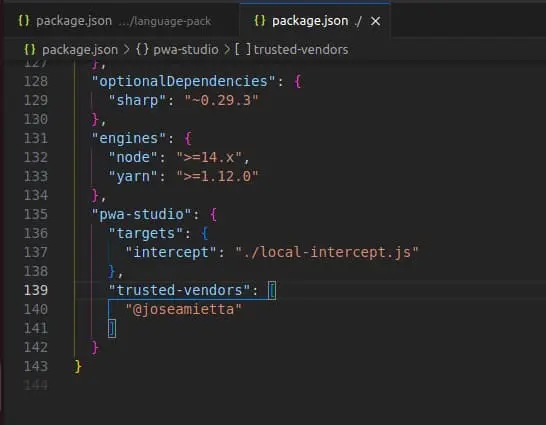 {} package.json .../language-pack
{} package.json ./ ×
{} package.json > {} pwa-studio > [ ] trusted-vendors
127 },
128 "optionalDependencies": {
129 "sharp": "~0.29.3"
130 },
131 "engines": {
132 "node": ">=14.x",
133 "yarn": ">=1.12.0"
134 },
135 "pwa-studio": {
136 "targets": {
137 "intercept": "./local-intercept.js"
138 },
139 "trusted-vendors": [
140 "@joseamietta"
141 ]
142 }
143 }
144